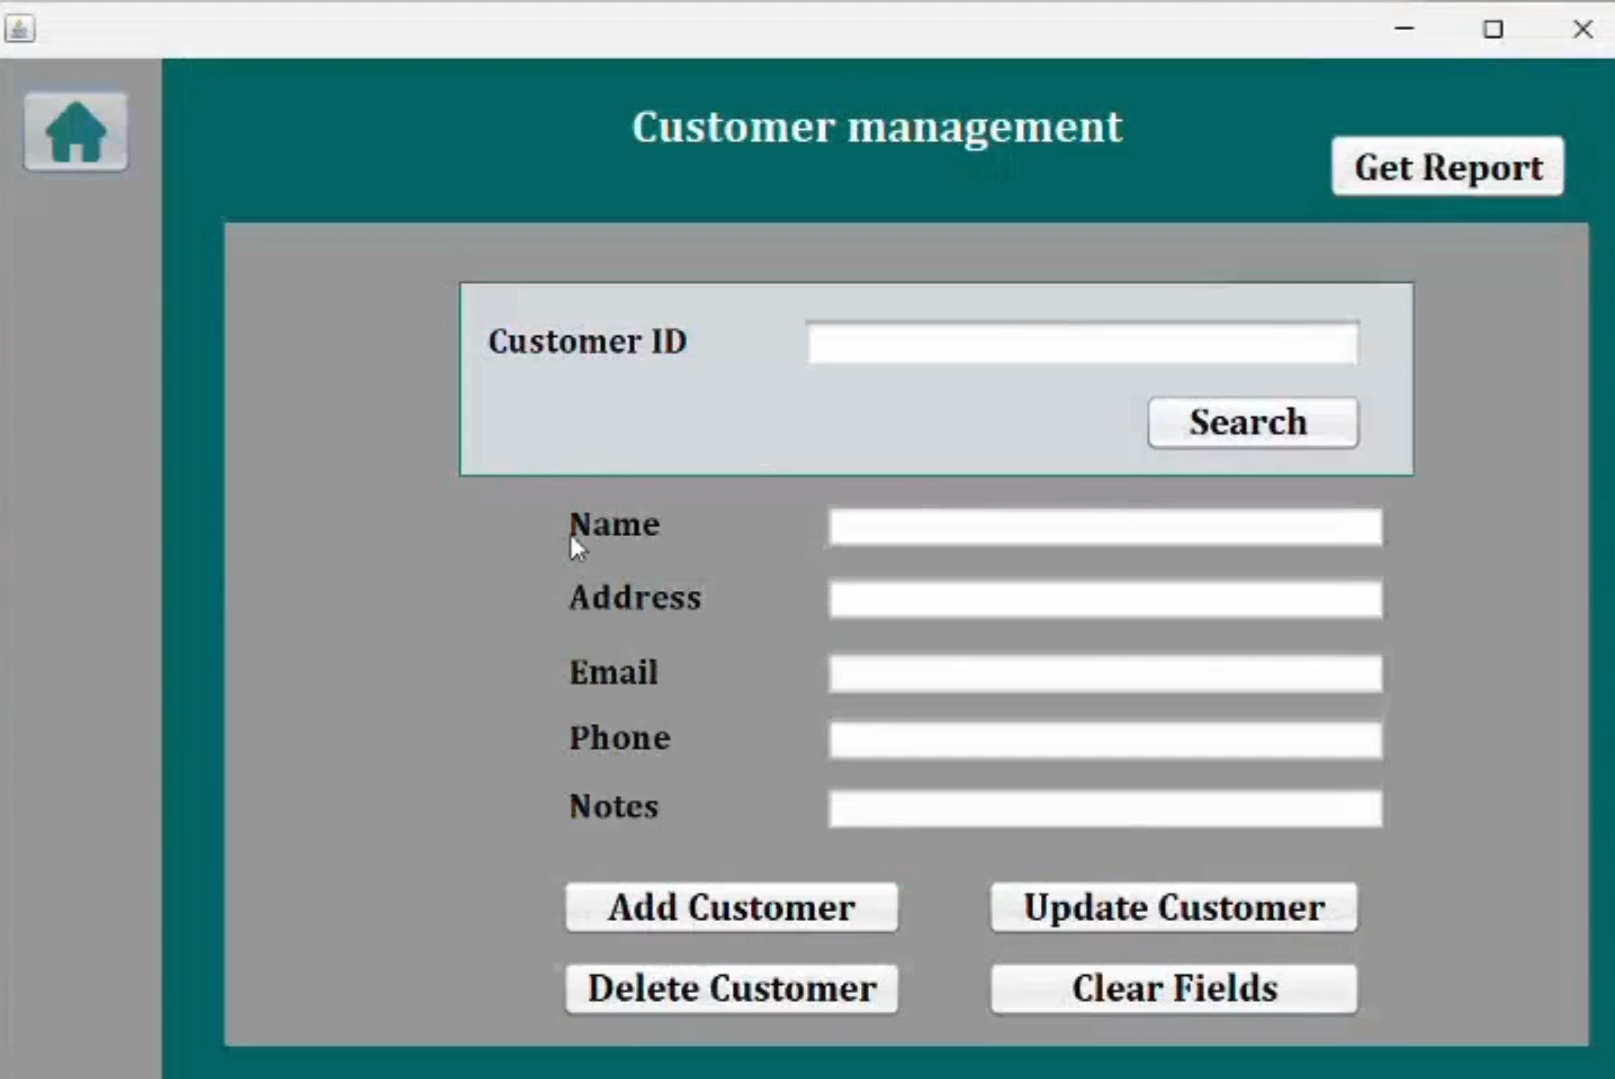 Customer management
Get Report
Customer ID
Search
Name
Address
Email
Phone
Notes
Add Customer
Update Customer
Delete Customer
Clear Fields